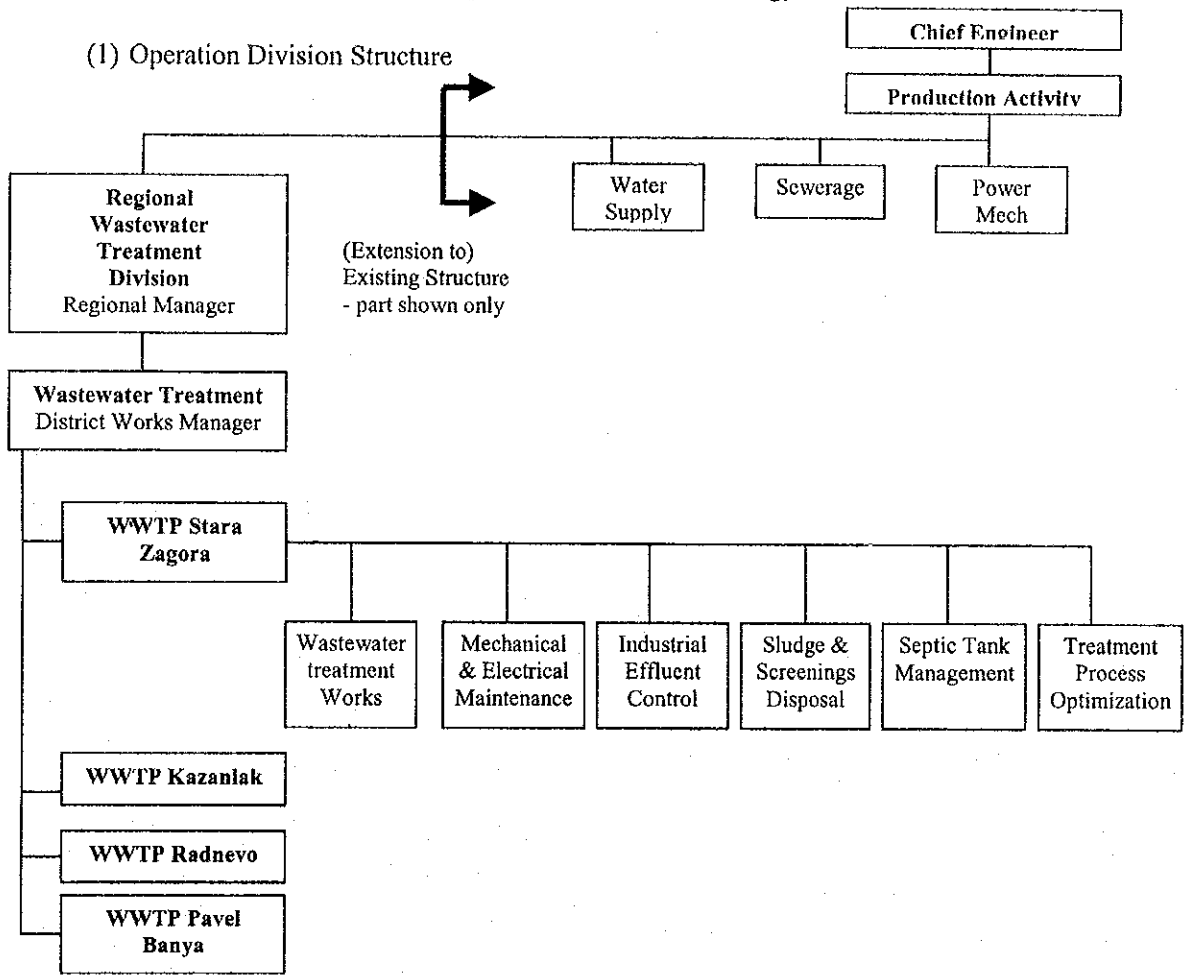 Chief Engineer
(1) Operation Division Structure
Production Activity
Regional
Wastewater
Treatment
Division
Regional Manager
Water
Supply
Sewerage
Power
Mech
(Extension to)
Existing Structure
- part shown only
Wastewater Treatment
District Works Manager
WWTP Stara
Zagora
Wastewater
treatment
Works
Mechanical
& Electrical
Maintenance
Industrial
Effluent
Control
Sludge &
Screenings
Disposal
Septic Tank
Management
Treatment
Process
Optimization
WWTP Kazanlak
WWTP Radnevo
WWTP Pavel
Banya